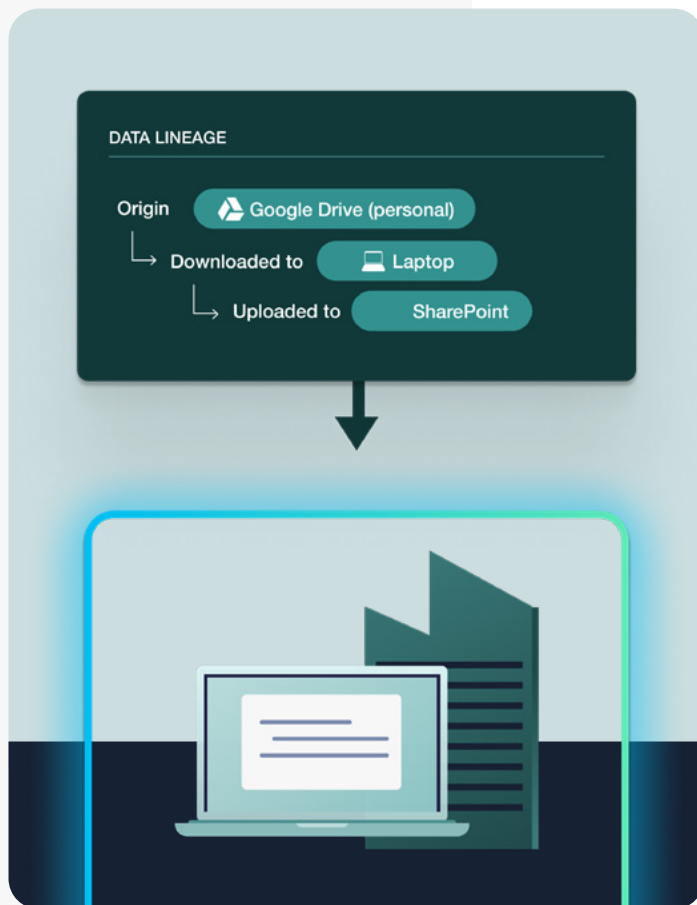 DATA LINEAGE
Origin Google Drive (personal)
Downloaded to Laptop
Uploaded to SharePoint